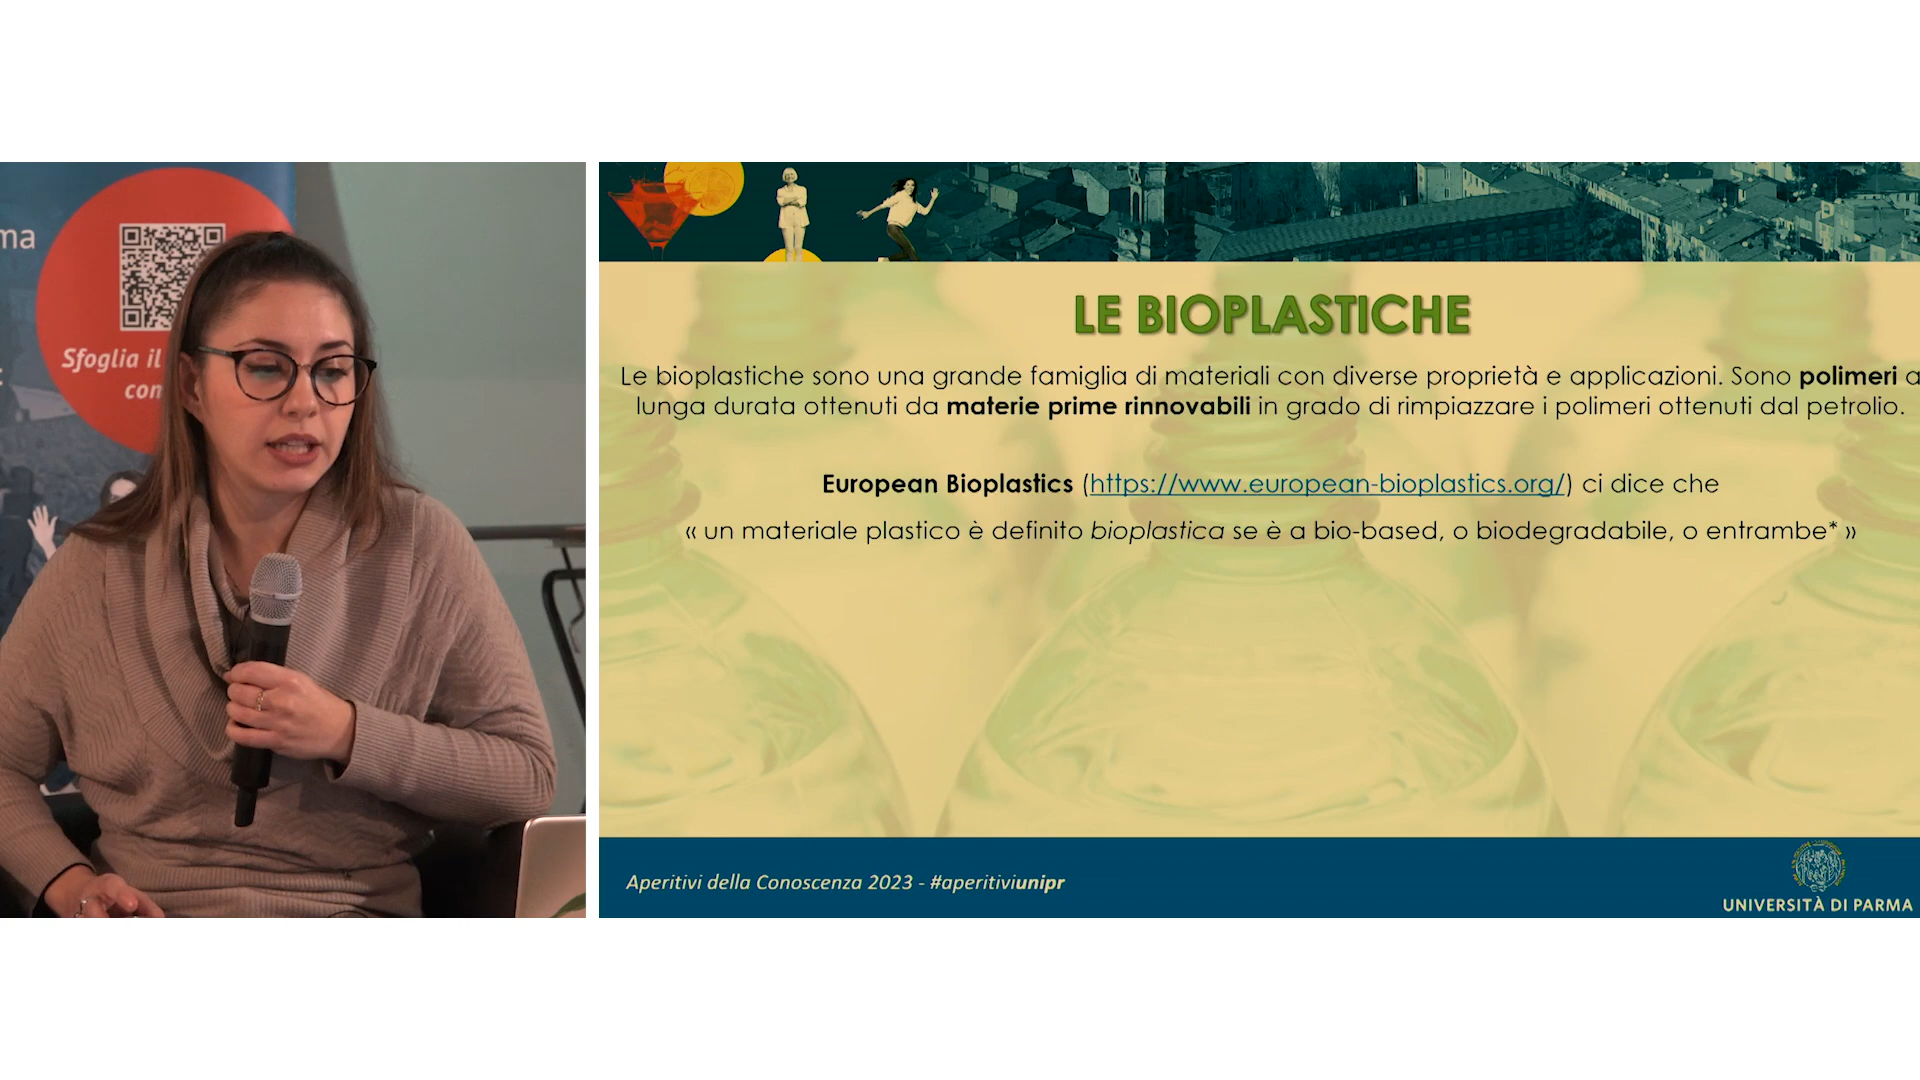 ma
Sfoglia il
con
LE BIOPLASTICHE
Le bioplastiche sono una grande famiglia di materiali con diverse proprietà e applicazioni. Sono polimeri a
lunga durata ottenuti da materie prime rinnovabili in grado di rimpiazzare i polimeri ottenuti dal petrolio.
European Bioplastics (https://www.european-bioplastics.org/) ci dice che
« un materiale plastico è definito bioplastica se è a bio-based, o biodegradabile, o entrambe* »
Aperitivi della Conoscenza 2023 - #aperitiviunipr
UNIVERSITÀ DI PARMA